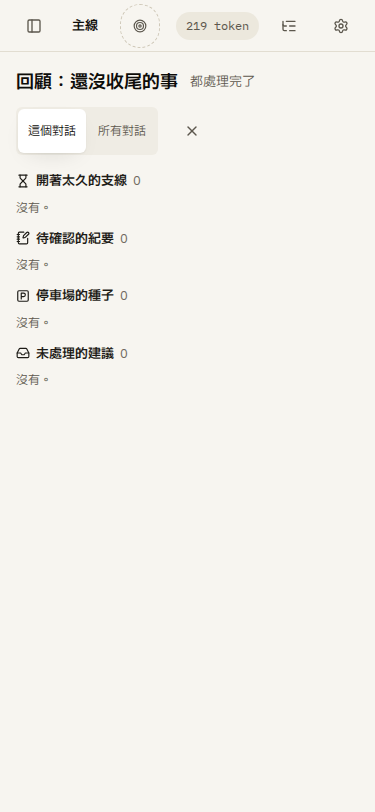 主線 219 token
回顧：還沒收尾的事 都處理完了
這個對話 所有對話
開著太久的支線 0
沒有。
待確認的紀要 0
沒有。
停車場的種子 0
沒有。
未處理的建議 0
沒有。